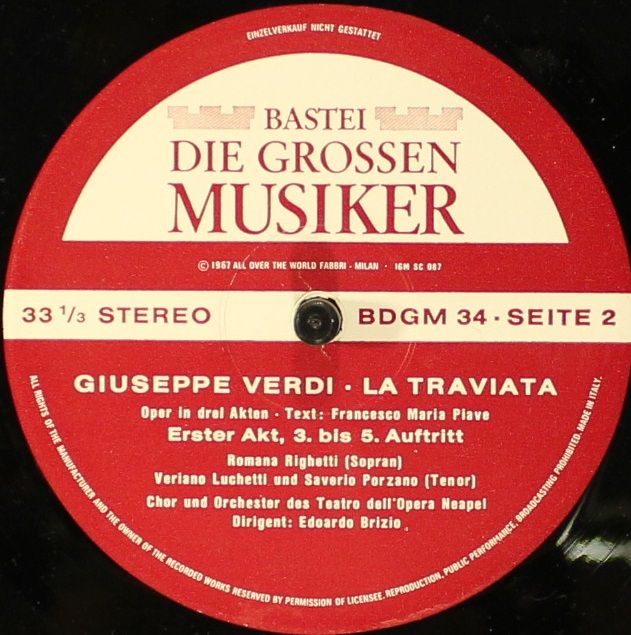 EINZELVERKAUF NICHT GESTATTET
BASTEI
DIE GROSSEN
MUSIKER
© 1967 ALL OVER THE WORLD FABBRI - MILAN · IGM SC 087
33 1/3 STEREO
BDGM 34 · SEITE 2
GIUSEPPE VERDI · LA TRAVIATA
Oper in drei Akten · Text: Francesco Maria Piave
Erster Akt, 3. bis 5. Auftritt
Romana Righetti (Sopran)
Veriano Luchetti und Saverio Porzano (Tenor)
Chor und Orchester des Teatro dell'Opera Neapel
Dirigent: Edoardo Brizio
ALL RIGHTS OF THE MANUFACTURER AND THE OWNER OF THE RECORDED WORKS RESERVED BY PERMISSION OF LICENSEE. REPRODUCTION, PUBLIC PERFORMANCE, BROADCASTING PROHIBITED. MADE IN ITALY.